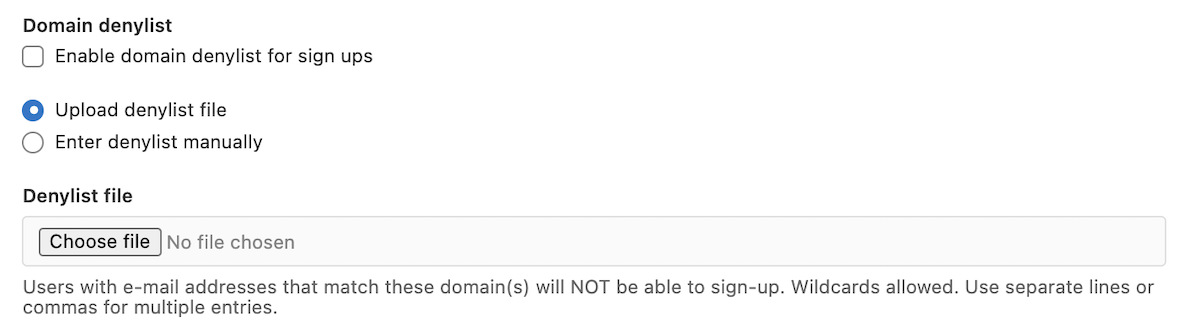 Domain denylist
Enable domain denylist for sign ups
Upload denylist file
Enter denylist manually
Denylist file
Choose file No file chosen
Users with e-mail addresses that match these domain(s) will NOT be able to sign-up. Wildcards allowed. Use separate lines or
commas for multiple entries.